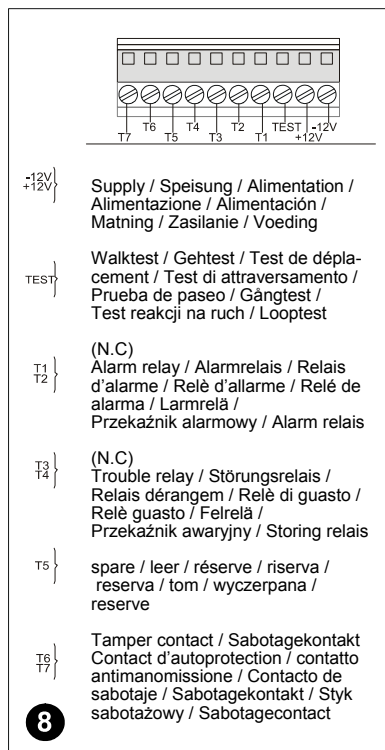 T7 T6 T5 T4 T3 T2 T1 TEST +12V -12V
-12V
+12V
Supply / Speisung / Alimentation /
Alimentazione / Alimentación /
Matning / Zasilanie / Voeding
TEST
Walktest / Gehtest / Test de dépla-
cement / Test di attraversamento /
Prueba de paseo / Gångtest /
Test reakcji na ruch / Looptest
T1
T2
(N.C)
Alarm relay / Alarmrelais / Relais
d'alarme / Relè d'allarme / Relé de
alarma / Larmrelä /
Przekaźnik alarmowy / Alarm relais
T3
T4
(N.C)
Trouble relay / Störungsrelais /
Relais dérangem / Relè di guasto /
Relè guasto / Felrelä /
Przekaźnik awaryjny / Storing relais
T5
spare / leer / réserve / riserva /
reserva / tom / wyczerpana /
reserve
T6
T7
Tamper contact / Sabotagekontakt
Contact d'autoprotection / contatto
antimanomissione / Contacto de
sabotaje / Sabotagekontakt / Styk
sabotażowy / Sabotagecontact
8